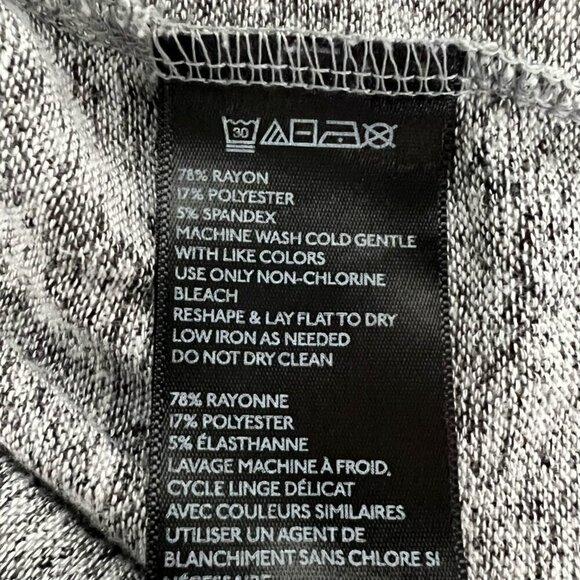 30
78% RAYON
17% POLYESTER
5% SPANDEX
MACHINE WASH COLD GENTLE
WITH LIKE COLORS
USE ONLY NON-CHLORINE
BLEACH
RESHAPE & LAY FLAT TO DRY
LOW IRON AS NEEDED
DO NOT DRY CLEAN
78% RAYONNE
17% POLYESTER
5% ÉLASTHANNE
LAVAGE MACHINE À FROID,
CYCLE LINGE DÉLICAT
AVEC COULEURS SIMILAIRES
UTILISER UN AGENT DE
BLANCHIMENT SANS CHLORE SI
NÉCESSAIRE